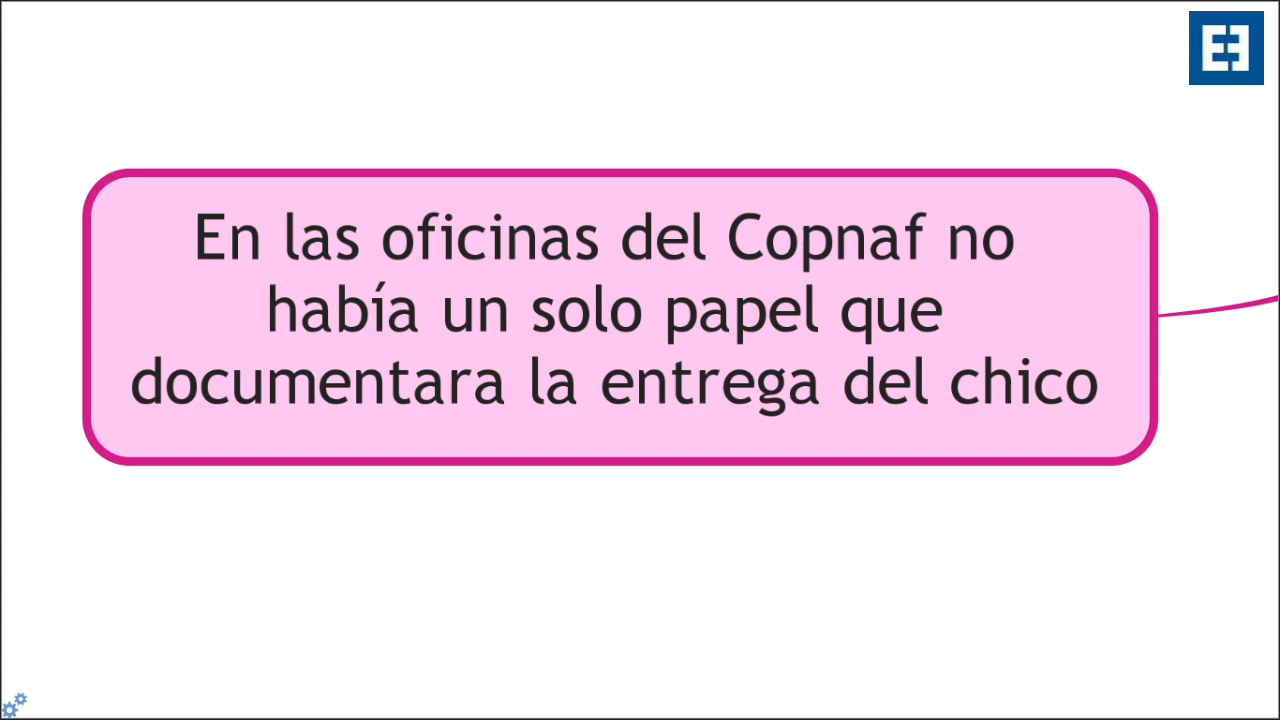 En las oficinas del Copnaf no
había un solo papel que
documentara la entrega del chico